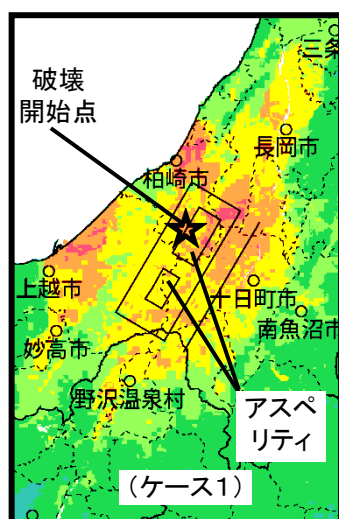 三条
破壊
開始点
長岡市
柏崎市
上越市
十日町市
南魚沼市
妙高市
野沢温泉村
アスペ
リティ
（ケース１）